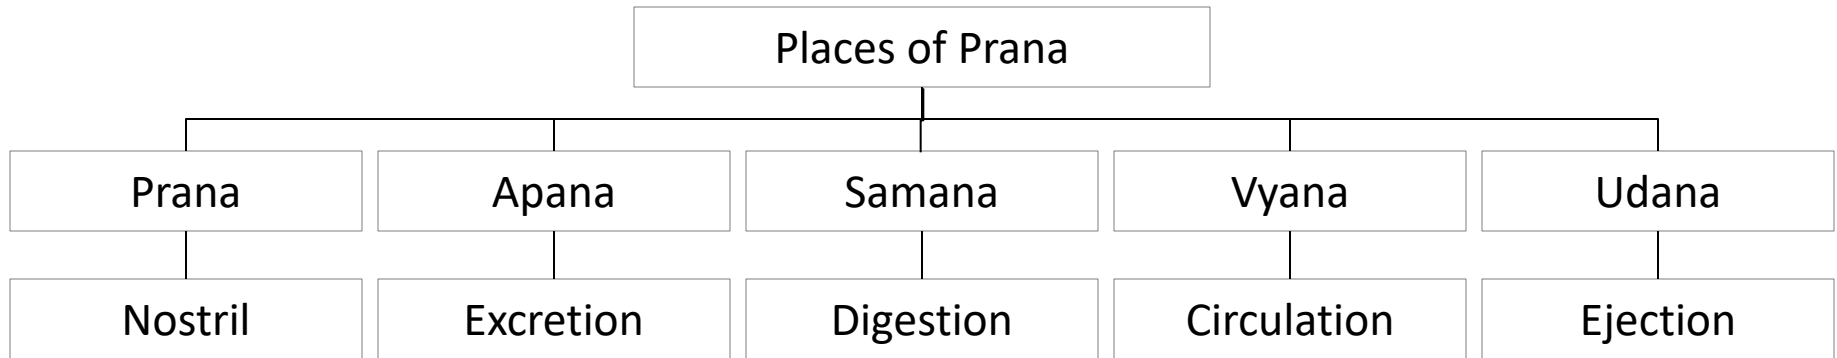 Places of Prana
Prana
Apana
Samana
Vyana
Udana
Nostril
Excretion
Digestion
Circulation
Ejection